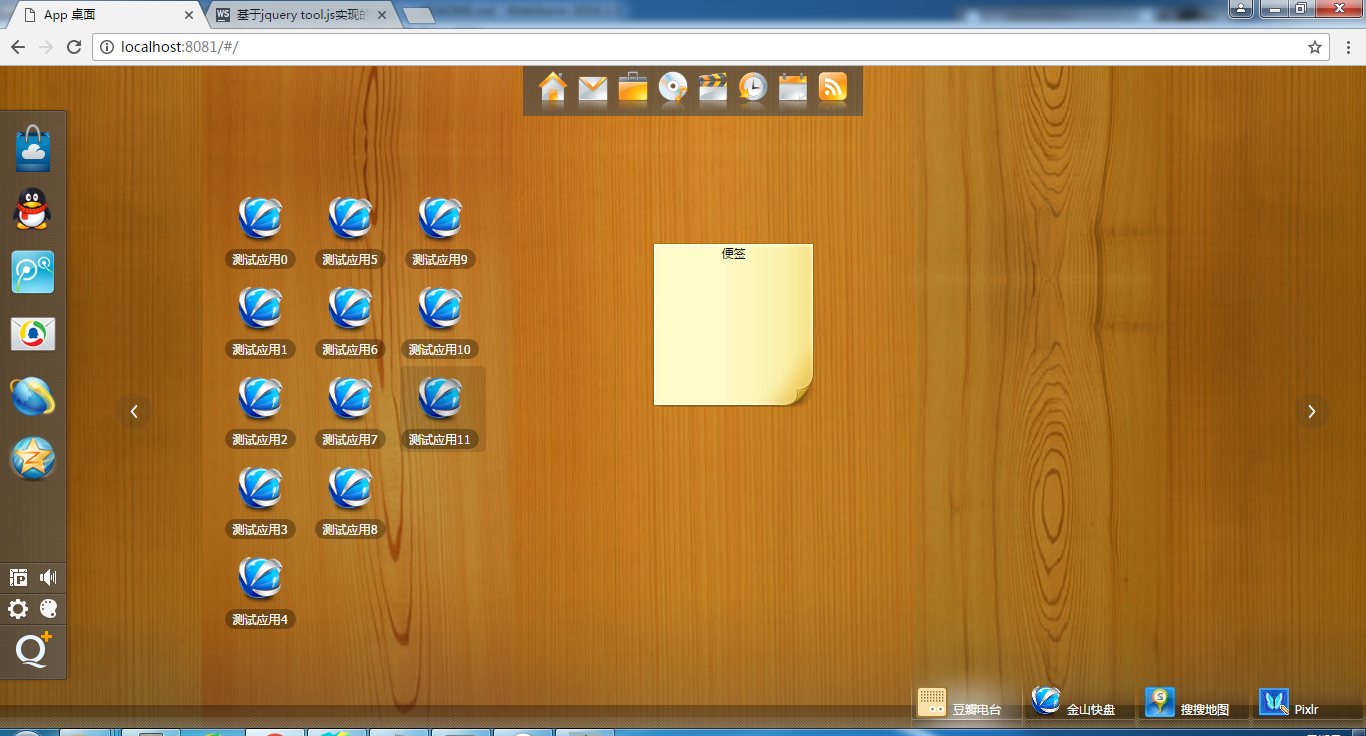 App 桌面
基于jquery tool.js实现的
localhost:8081/#/
便签
测试应用0
测试应用5
测试应用9
测试应用1
测试应用6
测试应用10
测试应用2
测试应用7
测试应用11
测试应用3
测试应用8
测试应用4
豆瓣电台
金山快盘
搜搜地图
Pixlr